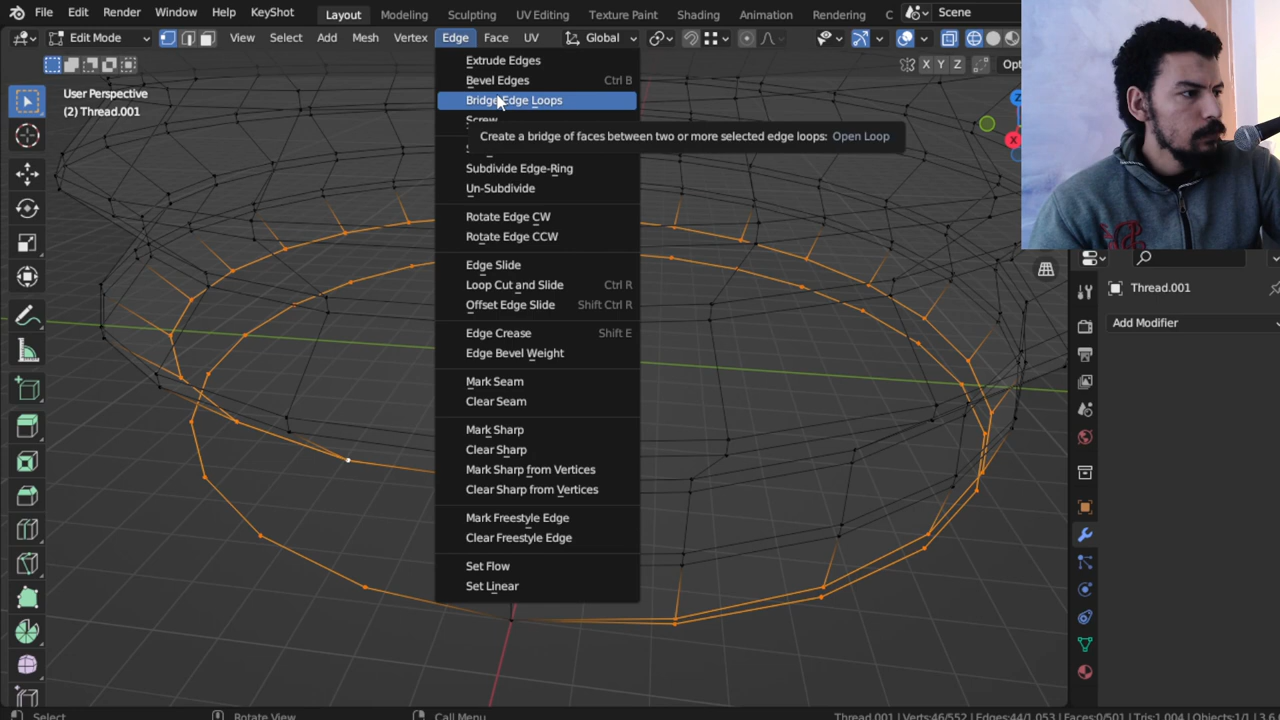 File Edit Render Window Help KeyShot Layout Modeling Sculpting UV Editing Texture Paint Shading Animation Rendering C Scene
Edit Mode View Select Add Mesh Vertex Edge Face UV Global
X Y Z Opt
User Perspective
(2) Thread.001
Z
X
Extrude Edges
Bevel Edges Ctrl B
Bridge Edge Loops
Screw
Create a bridge of faces between two or more selected edge loops: Open Loop
Subdivide Edge-Ring
Un-Subdivide
Rotate Edge CW
Rotate Edge CCW
Edge Slide
Loop Cut and Slide Ctrl R
Offset Edge Slide Shift Ctrl R
Edge Crease Shift E
Edge Bevel Weight
Mark Seam
Clear Seam
Mark Sharp
Clear Sharp
Mark Sharp from Vertices
Clear Sharp from Vertices
Mark Freestyle Edge
Clear Freestyle Edge
Set Flow
Set Linear
Thread.001
Add Modifier
Select Rotate View Call Menu Thread.001 | Verts:46/552 | Edges:44/1,053 | Faces:0/501 | Tris:1,004 | Objects:1/1 | 3.6